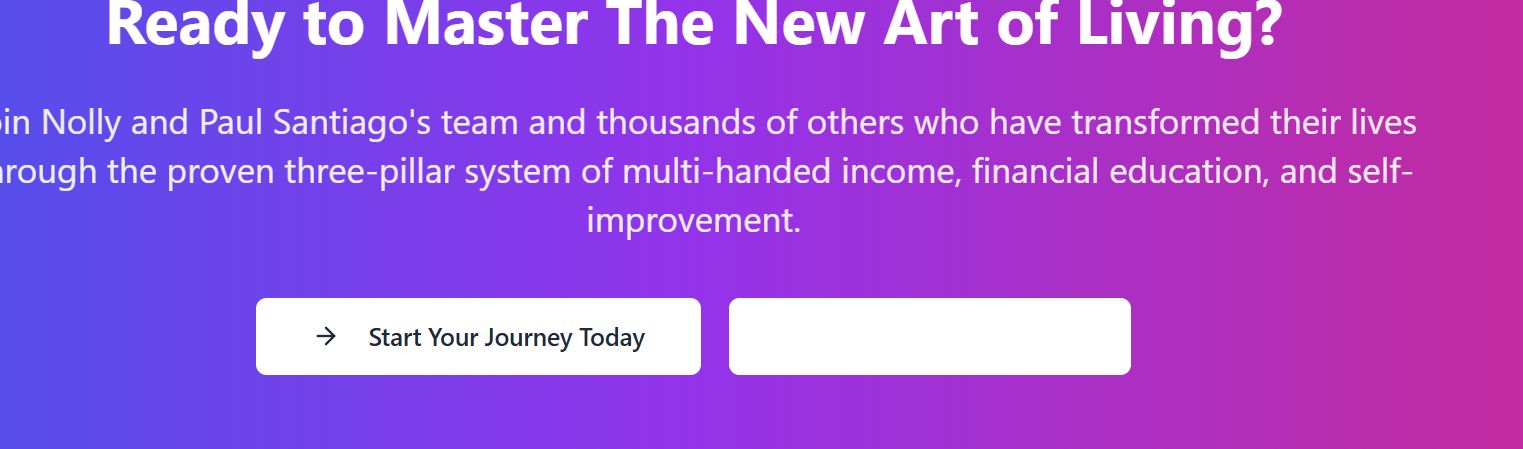 Ready to Master The New Art of Living?
in Nolly and Paul Santiago's team and thousands of others who have transformed their lives
rough the proven three-pillar system of multi-handed income, financial education, and self-
improvement.
Start Your Journey Today